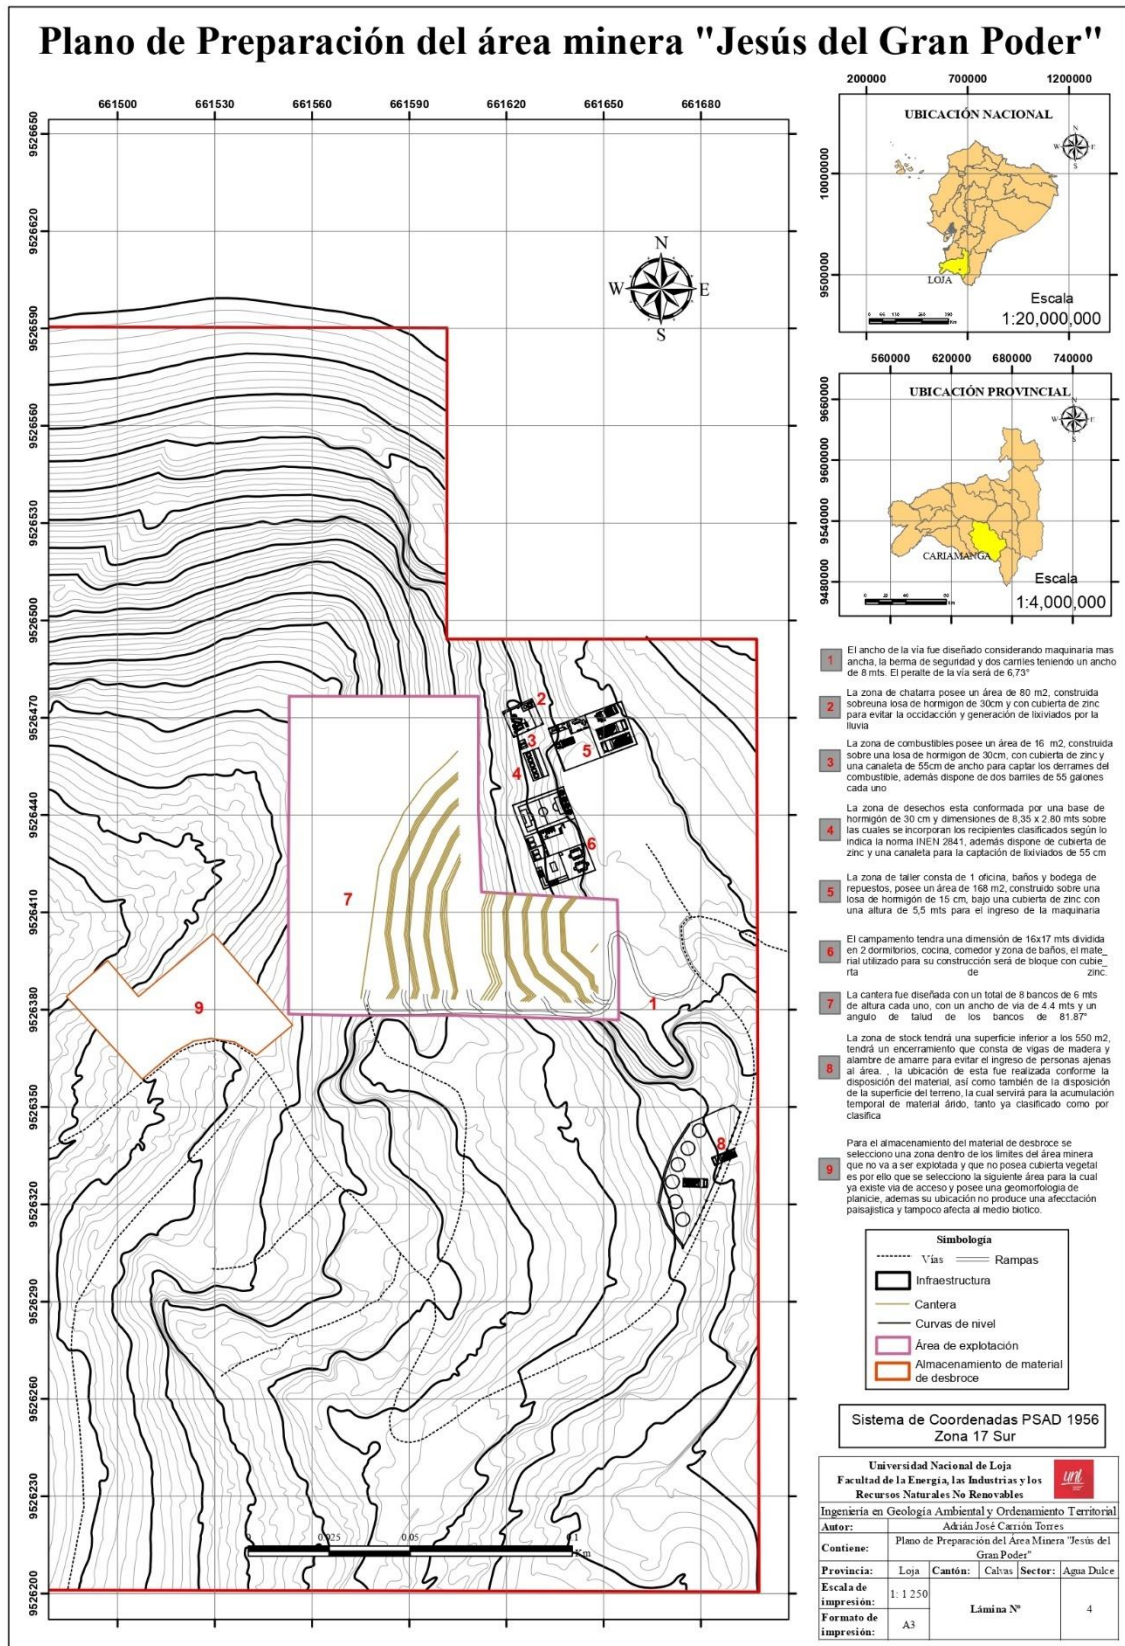 Plano de Preparación del área minera "Jesús del Gran Poder"
661500 661530 661560 661590 661620 661650 661680
9526650
9526620
9526590
9526560
9526530
9526500
9526470
9526440
9526410
9526380
9526350
9526320
9526290
9526260
9526230
9526200
N
W E
S
2
3
4
5
6
7
1
9
8
0 0.025 0.05 0.1
Km
200000 700000 1200000
UBICACIÓN NACIONAL
N
W E
S
10000000
9500000
LOJA
Escala
1:20,000,000
Km
560000 620000 680000 740000
UBICACIÓN PROVINCIAL
N
W E
S
9660000
9600000
9540000
9480000
CARIAMANGA
Escala
1:4,000,000
1
El ancho de la vía fue diseñado considerando maquinaria mas
ancha, la berma de seguridad y dos carriles teniendo un ancho
de 8 mts. El peralte de la vía será de 6,73°
2
La zona de chatarra posee un área de 80 m2, construida
sobreuna losa de hormigon de 30cm y con cubierta de zinc
para evitar la occidacción y generación de lixiviados por la
lluvia
3
La zona de combustibles posee un área de 16 m2, construida
sobre una losa de hormigon de 30cm, con cubierta de zinc y
una canaleta de 55cm de ancho para captar los derrames del
combustible, además dispone de dos barriles de 55 galones
cada uno
4
La zona de desechos esta conformada por una base de
hormigón de 30 cm y dimensiones de 8,35 x 2.80 mts sobre
las cuales se incorporan los recipientes clasificados según lo
indica la norma INEN 2841, además dispone de cubierta de
zinc y una canaleta para la captación de lixiviados de 55 cm
5
La zona de taller consta de 1 oficina, baños y bodega de
repuestos, posee un área de 168 m2, construido sobre una
losa de hormigón de 15 cm, bajo una cubierta de zinc con
una altura de 5,5 mts para el ingreso de la maquinaria
6
El campamento tendra una dimensión de 16x17 mts dividida
en 2 dormitorios, cocina, comedor y zona de baños, el mate_
rial utilizado para su construcción será de bloque con cubie_
rta de zinc.
7
La cantera fue diseñada con un total de 8 bancos de 6 mts
de altura cada uno, con un ancho de via de 4.4 mts y un
angulo de talud de los bancos de 81.87°
8
La zona de stock tendrá una superficie inferior a los 550 m2,
tendrá un encerramiento que consta de vigas de madera y
alambre de amarre para evitar el ingreso de personas ajenas
al área. , la ubicación de esta fue realizada conforme la
disposición del material, así como también de la disposición
de la superficie del terreno, la cual servirá para la acumulación
temporal de material árido, tanto ya clasificado como por
clasifica
9
Para el almacenamiento del material de desbroce se
selecciono una zona dentro de los limites del área minera
que no va a ser explotada y que no posea cubierta vegetal
es por ello que se selecciono la siguiente área para la cual
ya existe via de acceso y posee una geomorfologia de
planicie, ademas su ubicación no produce una afecctación
paisajistica y tampoco afecta al medio biotico.
Simbología
Vías Rampas
Infraestructura
Cantera
Curvas de nivel
Área de explotación
Almacenamiento de material
de desbroce
Sistema de Coordenadas PSAD 1956
Zona 17 Sur
Universidad Nacional de Loja
Facultad de la Energía, las Industrias y los
Recursos Naturales No Renovables
unl
Ingeniería en Geología Ambiental y Ordenamiento Territorial
Autor: Adrián José Carrión Torres
Contiene: Plano de Preparación del Área Minera "Jesús del
Gran Poder"
Provincia: Loja Cantón: Calvas Sector: Agua Dulce
Escala de
impresión: 1: 1 250
Lámina N° 4
Formato de
impresión: A3